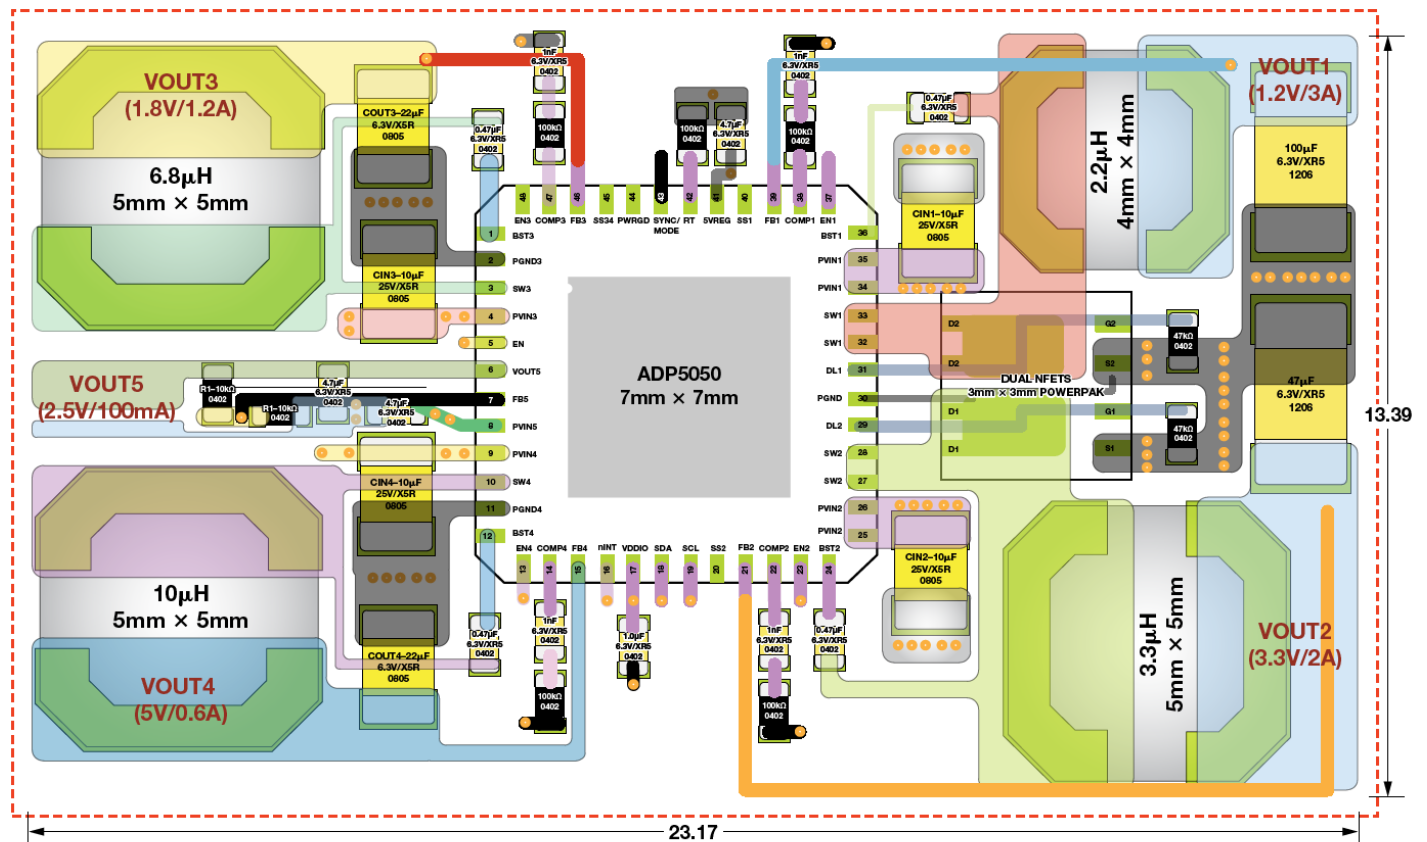 VOUT3
(1.8V/1.2A)
6.8µH
5mm × 5mm
COUT3–22µF
6.3V/X5R
0805
0.47µF
6.3V/XR5
0402
1nF
6.3V/XR5
0402
100kΩ
0402
100kΩ
0402
4.7µF
6.3V/XR5
0402
1nF
6.3V/XR5
0402
100kΩ
0402
0.47µF
6.3V/XR5
0402
2.2µH
4mm × 4mm
VOUT1
(1.2V/3A)
100µF
6.3V/XR5
1206
CIN1–10µF
25V/X5R
0805
CIN3–10µF
25V/X5R
0805
48
47
46
45
44
43
42
41
40
39
38
37
EN3
COMP3
FB3
SS34
PWRGD
SYNC/
MODE
RT
5VREG
SS1
FB1
COMP1
EN1
1
BST3
2
PGND3
3
SW3
4
PVIN3
5
EN
6
VOUT5
7
FB5
8
PVIN5
9
PVIN4
10
SW4
11
PGND4
12
BST4
BST1
36
PVIN1
35
PVIN1
34
SW1
33
SW1
32
DL1
31
PGND
30
DL2
29
SW2
28
SW2
27
PVIN2
26
PVIN2
25
ADP5050
7mm × 7mm
D2
G2
D2
S2
DUAL NFETS
3mm × 3mm POWERPAK
D1
G1
D1
S1
47kΩ
0402
47kΩ
0402
47µF
6.3V/XR5
1206
13.39
VOUT5
(2.5V/100mA)
R1–10kΩ
0402
4.7µF
6.3V/XR5
0402
R1–10kΩ
0402
4.7µF
6.3V/XR5
0402
CIN4–10µF
25V/X5R
0805
EN4
COMP4
FB4
nINT
VDDIO
SDA
SCL
SS2
FB2
COMP2
EN2
BST2
13
14
15
16
17
18
19
20
21
22
23
24
10µH
5mm × 5mm
VOUT4
(5V/0.6A)
COUT4–22µF
6.3V/X5R
0805
0.47µF
6.3V/XR5
0402
1nF
6.3V/XR5
0402
100kΩ
0402
1.0µF
6.3V/XR5
0402
1nF
6.3V/XR5
0402
100kΩ
0402
0.47µF
6.3V/XR5
0402
CIN2–10µF
25V/X5R
0805
3.3µH
5mm × 5mm
VOUT2
(3.3V/2A)
23.17